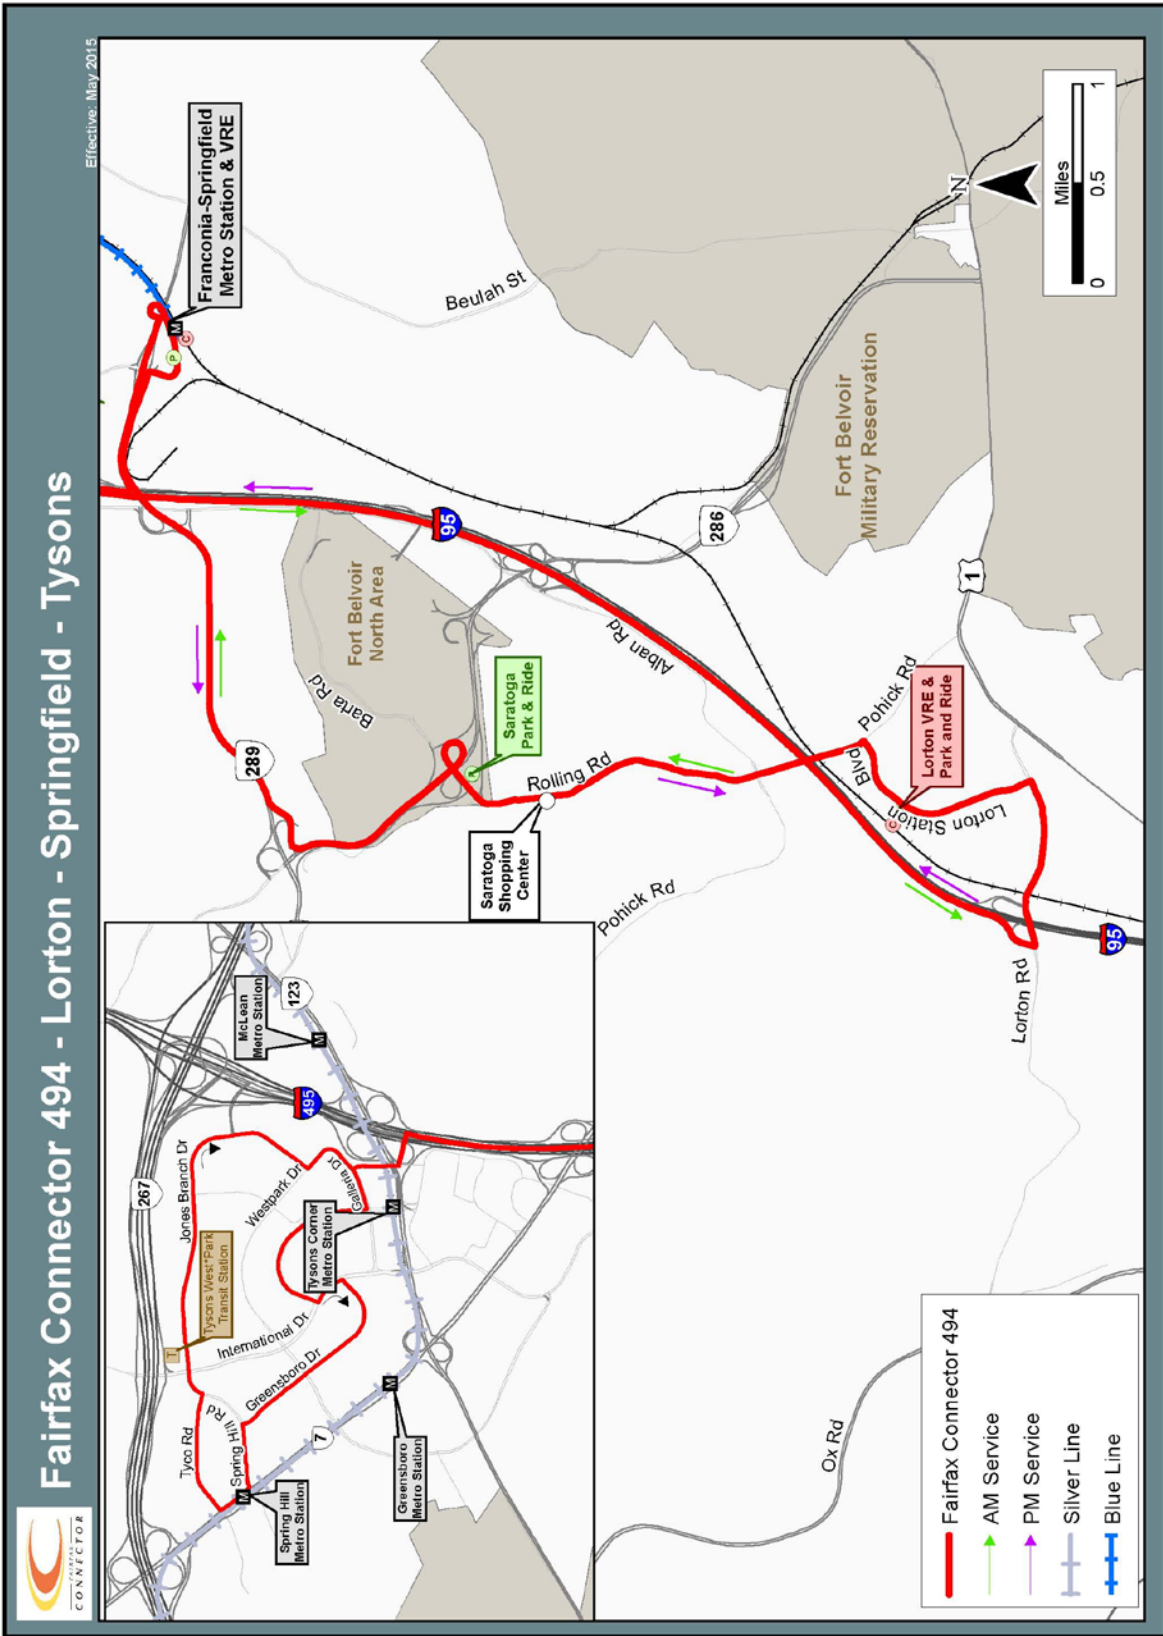 Fairfax Connector 494 - Lorton - Springfield - Tysons
Effective: May 2015
FAIRFAX
CONNECTOR
267
Jones Branch Dr
Tysons West*Park
Transit Station
T
Tyco Rd
Spring Hill
Rd
International Dr
Greensboro Dr
Westpark Dr
Galleria Dr
495
123
McLean
Metro Station
M
Tysons Corner
Metro Station
M
7
Spring Hill
Metro Station
M
Greensboro
Metro Station
M
Franconia-Springfield
Metro Station & VRE
M
P
C
Beulah St
289
Barta Rd
Fort Belvoir
North Area
95
Saratoga
Park & Ride
Saratoga
Shopping
Center
Rolling Rd
Alban Rd
286
Fort Belvoir
Military Reservation
1
Pohick Rd
Pohick Rd
Lorton Station
Blvd
Lorton VRE &
Park and Ride
C
Lorton Rd
95
Ox Rd
N
Miles
0
0.5
1
Fairfax Connector 494
AM Service
PM Service
Silver Line
Blue Line